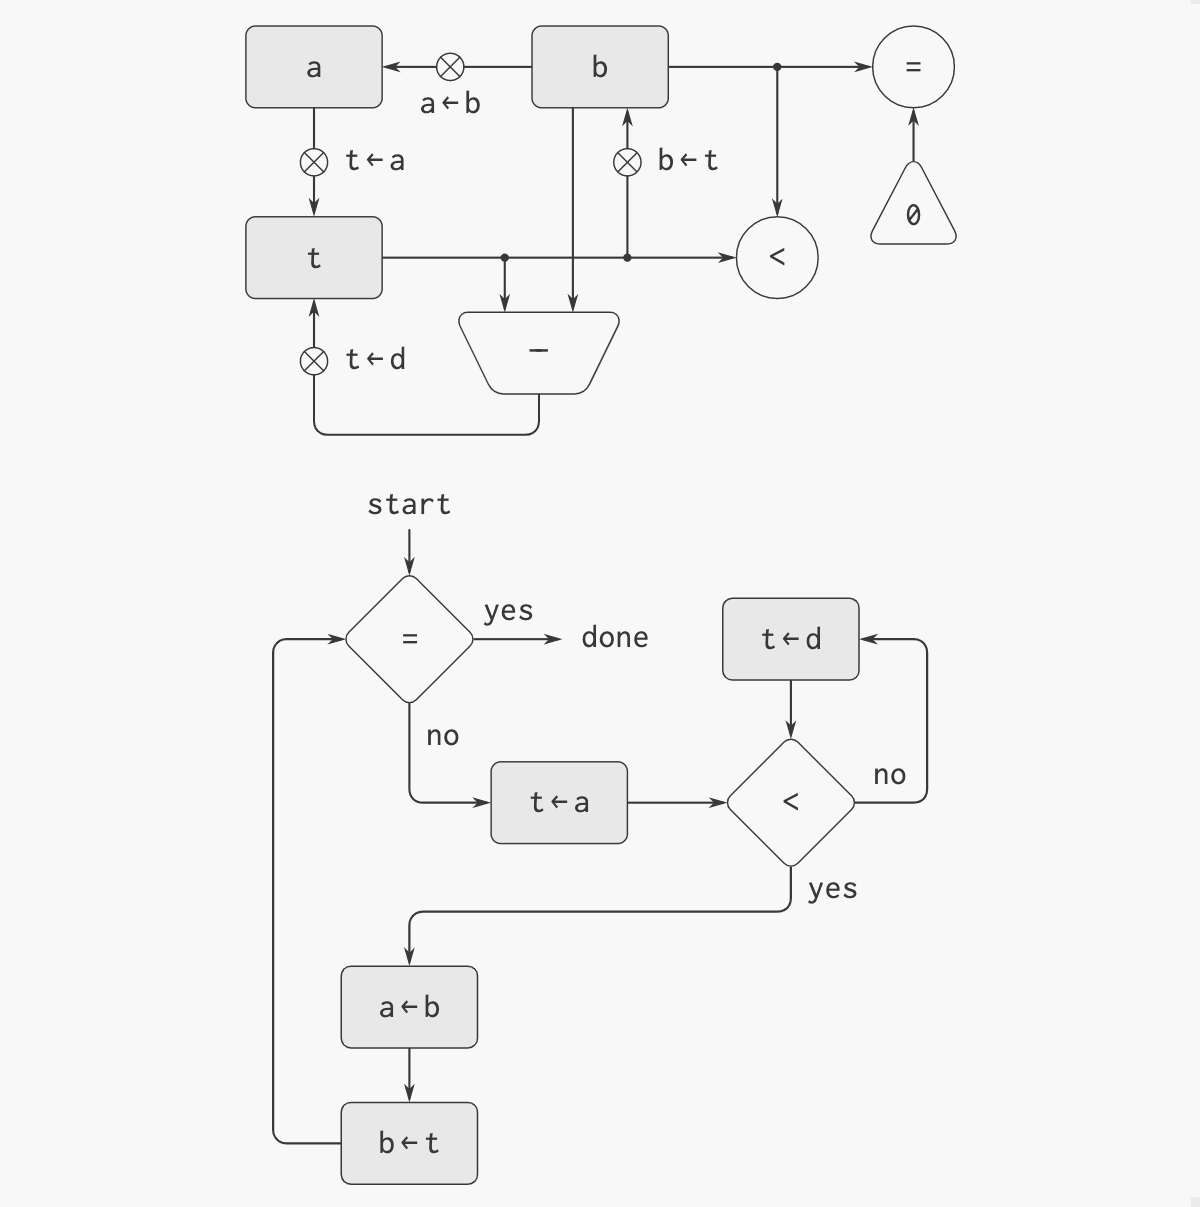 a
b
=
a←b
t←a
b←t
0
t
<
t←d
−
start
yes
=
done
t←d
no
no
t←a
<
yes
a←b
b←t